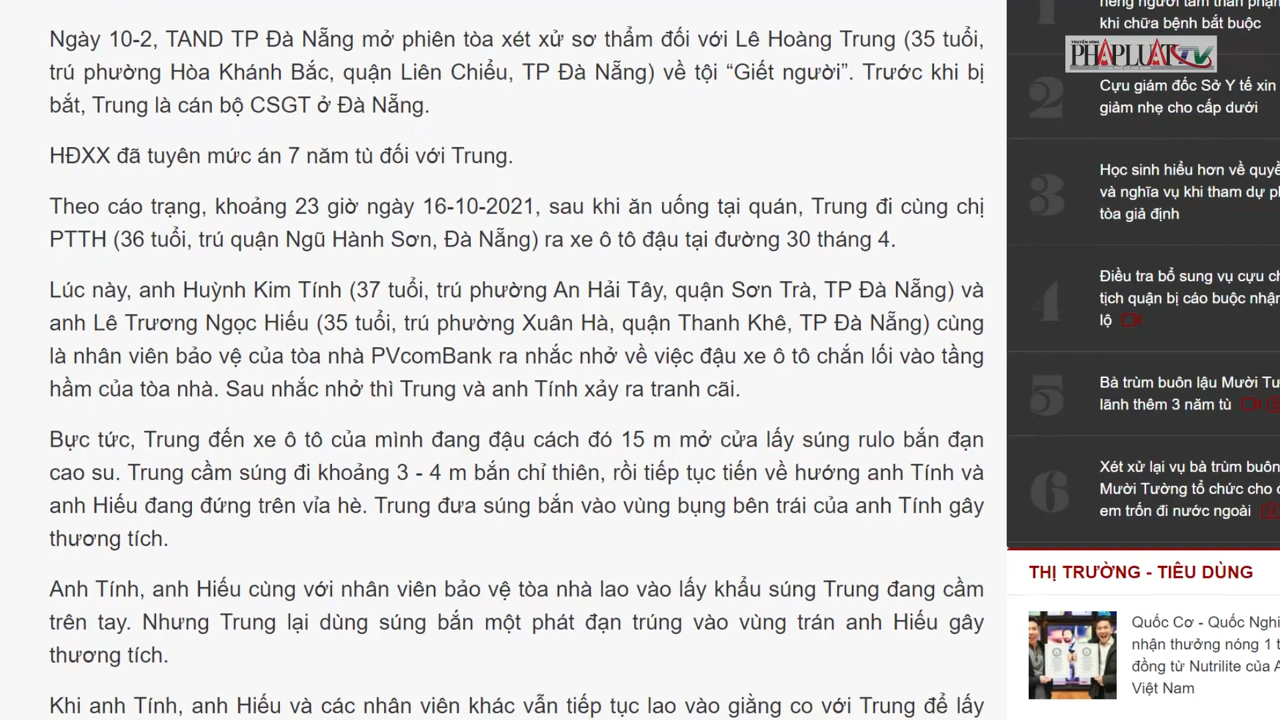 Ngày 10-2, TAND TP Đà Nẵng mở phiên tòa xét xử sơ thẩm đối với Lê Hoàng Trung (35 tuổi,
trú phường Hòa Khánh Bắc, quận Liên Chiểu, TP Đà Nẵng) về tội “Giết người”. Trước khi bị
bắt, Trung là cán bộ CSGT ở Đà Nẵng.
HĐXX đã tuyên mức án 7 năm tù đối với Trung.
Theo cáo trạng, khoảng 23 giờ ngày 16-10-2021, sau khi ăn uống tại quán, Trung đi cùng chị
PTTH (36 tuổi, trú quận Ngũ Hành Sơn, Đà Nẵng) ra xe ô tô đậu tại đường 30 tháng 4.
Lúc này, anh Huỳnh Kim Tính (37 tuổi, trú phường An Hải Tây, quận Sơn Trà, TP Đà Nẵng) và
anh Lê Trương Ngọc Hiếu (35 tuổi, trú phường Xuân Hà, quận Thanh Khê, TP Đà Nẵng) cùng
là nhân viên bảo vệ của tòa nhà PVcomBank ra nhắc nhở về việc đậu xe ô tô chắn lối vào tầng
hầm của tòa nhà. Sau nhắc nhở thì Trung và anh Tính xảy ra tranh cãi.
Bực tức, Trung đến xe ô tô của mình đang đậu cách đó 15 m mở cửa lấy súng rulo bắn đạn
cao su. Trung cầm súng đi khoảng 3 - 4 m bắn chỉ thiên, rồi tiếp tục tiến về hướng anh Tính và
anh Hiếu đang đứng trên vỉa hè. Trung đưa súng bắn vào vùng bụng bên trái của anh Tính gây
thương tích.
Anh Tính, anh Hiếu cùng với nhân viên bảo vệ tòa nhà lao vào lấy khẩu súng Trung đang cầm
trên tay. Nhưng Trung lại dùng súng bắn một phát đạn trúng vào vùng trán anh Hiếu gây
thương tích.
Khi anh Tính, anh Hiếu và các nhân viên khác vẫn tiếp tục lao vào giằng co với Trung để lấy
1
riêng người tâm thần phạm
khi chữa bệnh bắt buộc
TRUYỀN HÌNH
PHÁPLUẬTTV
2
Cựu giám đốc Sở Y tế xin
giảm nhẹ cho cấp dưới
3
Học sinh hiểu hơn về quyề
và nghĩa vụ khi tham dự p
tòa giả định
4
Điều tra bổ sung vụ cựu ch
tịch quận bị cáo buộc nhận
lộ
5
Bà trùm buôn lậu Mười Tư
lãnh thêm 3 năm tù
6
Xét xử lại vụ bà trùm buôn
Mười Tường tổ chức cho
em trốn đi nước ngoài
THỊ TRƯỜNG - TIÊU DÙNG
Quốc Cơ - Quốc Nghi
nhận thưởng nóng 1 t
đồng từ Nutrilite của A
Việt Nam